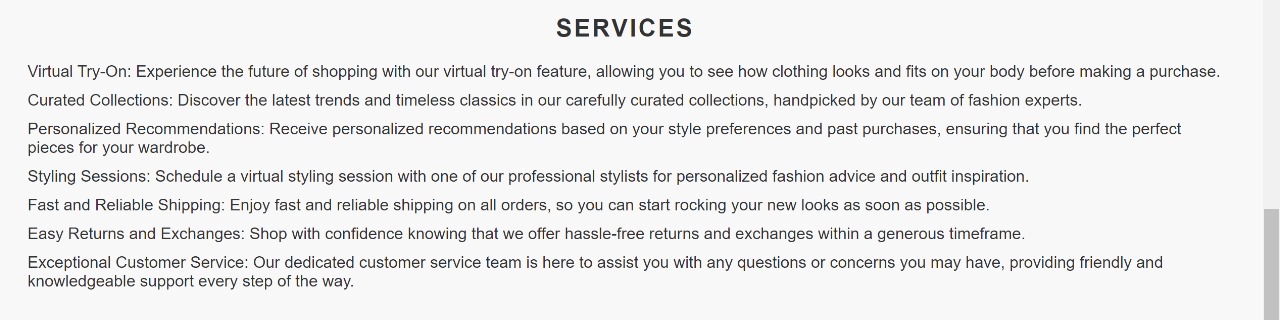 SERVICES
Virtual Try-On: Experience the future of shopping with our virtual try-on feature, allowing you to see how clothing looks and fits on your body before making a purchase.
Curated Collections: Discover the latest trends and timeless classics in our carefully curated collections, handpicked by our team of fashion experts.
Personalized Recommendations: Receive personalized recommendations based on your style preferences and past purchases, ensuring that you find the perfect
pieces for your wardrobe.
Styling Sessions: Schedule a virtual styling session with one of our professional stylists for personalized fashion advice and outfit inspiration.
Fast and Reliable Shipping: Enjoy fast and reliable shipping on all orders, so you can start rocking your new looks as soon as possible.
Easy Returns and Exchanges: Shop with confidence knowing that we offer hassle-free returns and exchanges within a generous timeframe.
Exceptional Customer Service: Our dedicated customer service team is here to assist you with any questions or concerns you may have, providing friendly and
knowledgeable support every step of the way.